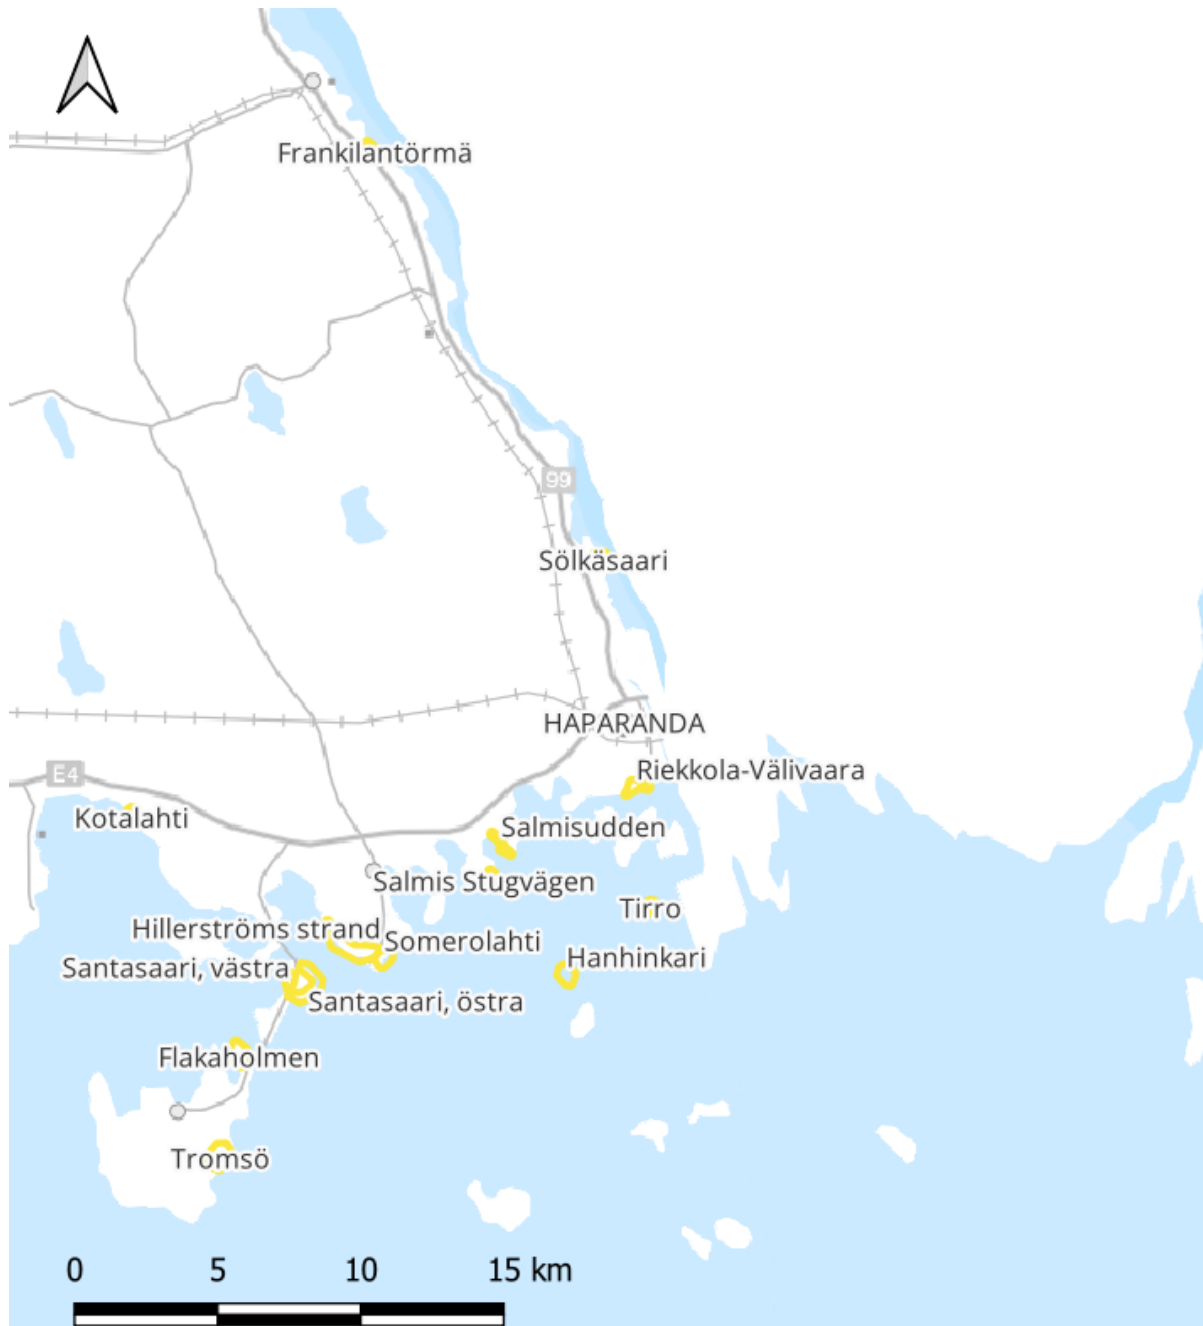 Frankilantörmä
99
Sölkäsaari
HAPARANDA
Riekkola-Välivaara
E4
Kotalahti
Salmisudden
Salmis Stugvägen
Tirro
Hillerströms strand
Somerolahti
Hanhinkari
Santasaari, västra
Santasaari, östra
Flakaholmen
Tromsö
0 5 10 15 km